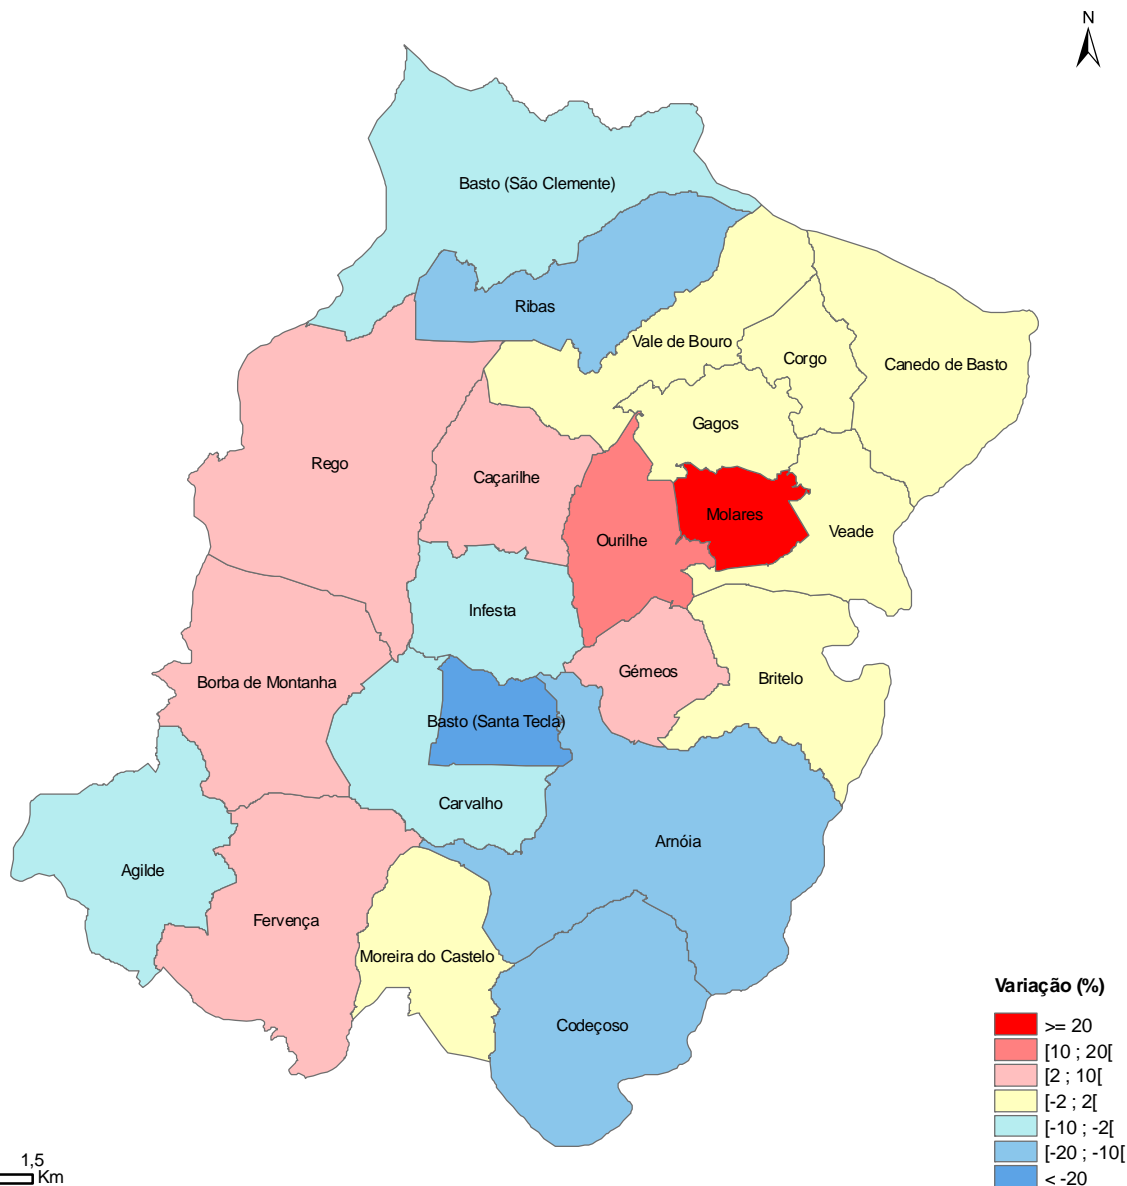 N
Basto (São Clemente)
Ribas
Vale de Bouro
Corgo
Canedo de Basto
Gagos
Rego
Caçarilhe
Molares
Veade
Ourilhe
Infesta
Gémeos
Britelo
Borba de Montanha
Basto (Santa Tecla)
Carvalho
Arnóia
Agilde
Fervença
Moreira do Castelo
Codeçoso
Variação (%)
>= 20
[10 ; 20[
[2 ; 10[
[-2 ; 2[
[-10 ; -2[
[-20 ; -10[
< -20
1,5
Km